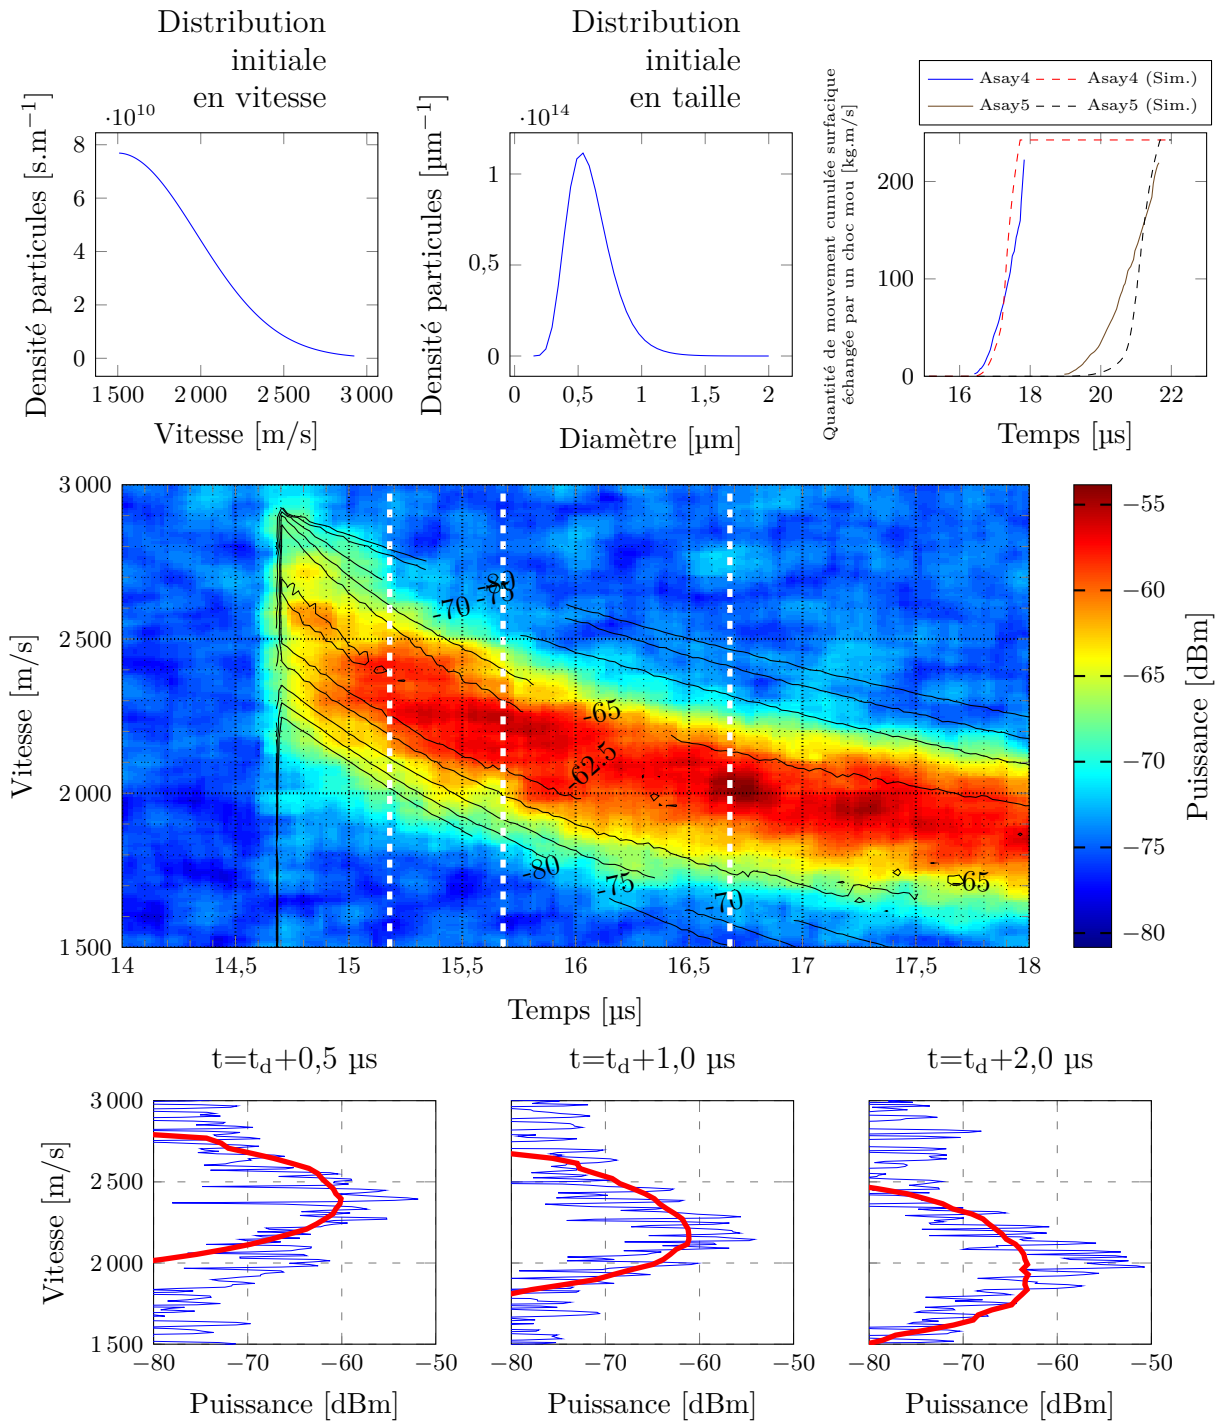 Distribution
initiale
en vitesse
Distribution
initiale
en taille
Asay4
Asay4 (Sim.)
Asay5
Asay5 (Sim.)
·10¹⁰
Densité particules [s.m⁻¹]
8
6
4
2
0
1 500
2 000
2 500
3 000
Vitesse [m/s]
·10¹⁴
Densité particules [µm⁻¹]
1
0,5
0
0
0,5
1
1,5
2
Diamètre [µm]
Quantité de mouvement cumulée surfacique
échangée par un choc mou [kg.m/s]
200
100
0
16
18
20
22
Temps [µs]
Vitesse [m/s]
3 000
2 500
2 000
1 500
14
14,5
15
15,5
16
16,5
17
17,5
18
Temps [µs]
-80
-75
-70
-65
-62.5
-80
-75
-70
-65
−55
−60
−65
−70
−75
−80
Puissance [dBm]
t=t_d+0,5 µs
t=t_d+1,0 µs
t=t_d+2,0 µs
Vitesse [m/s]
3 000
2 500
2 000
1 500
−80
−70
−60
−50
Puissance [dBm]
−80
−70
−60
−50
Puissance [dBm]
−80
−70
−60
−50
Puissance [dBm]